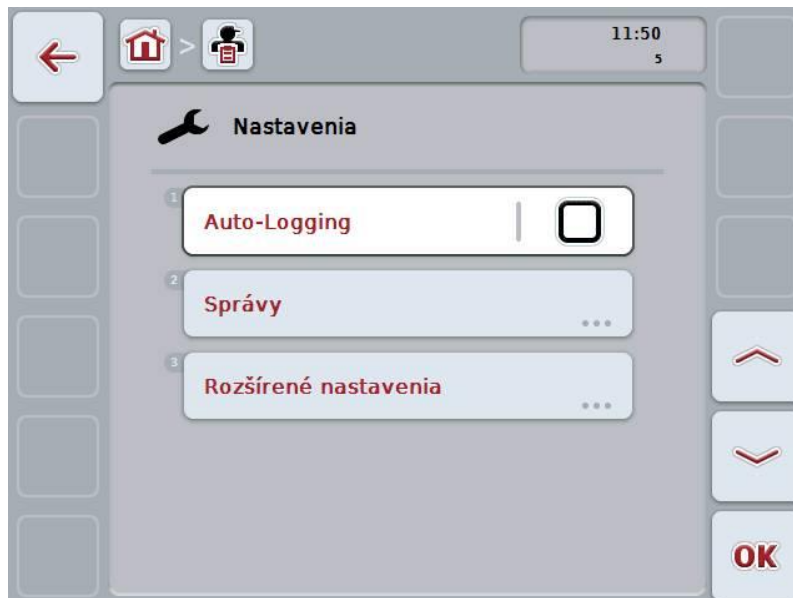 >
11:50
5
Nastavenia
1
Auto-Logging
2
Správy
...
3
Rozšírené nastavenia
...
OK